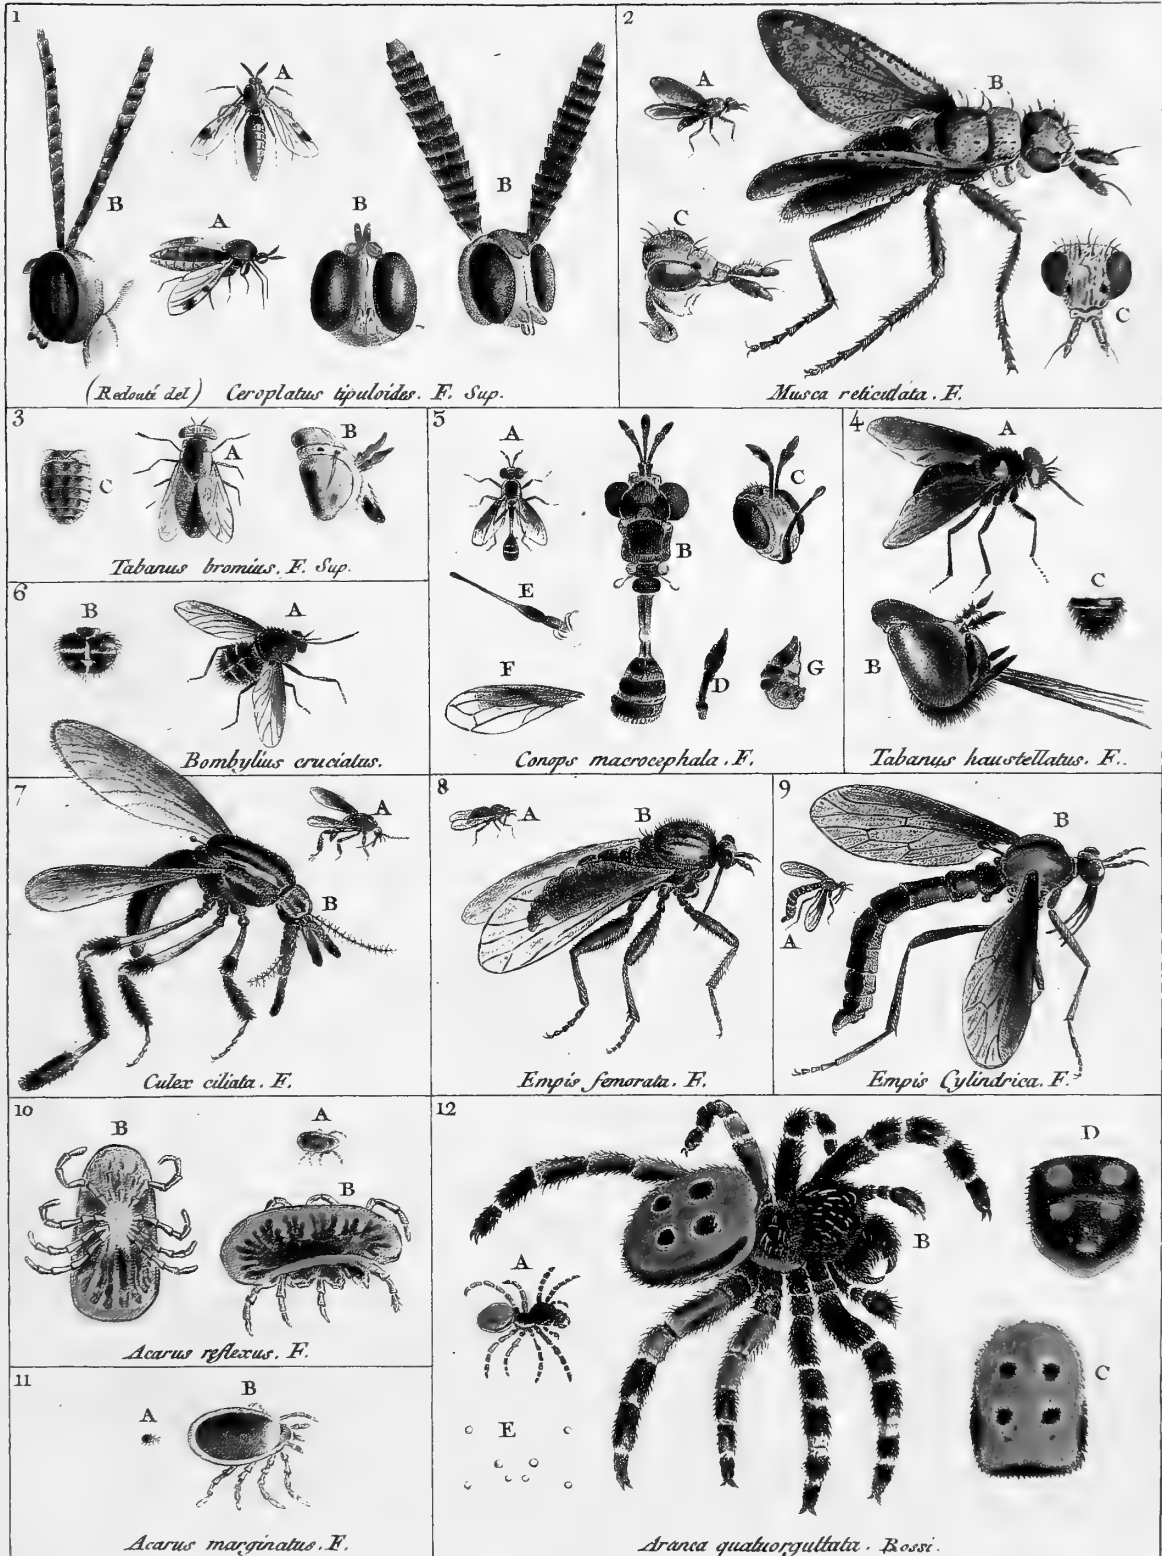 1
A
B
B
B
A
(Redouté del) Ceroplatus tipuloides. F. Sup.
2
A
B
C
C
Musca reticulata. F.
3
C
A
B
Tabanus bromius. F. Sup.
5
A
B
C
E
F
D
G
Conops macrocephala. F.
4
A
C
B
Tabanus haustellatus. F..
6
B
A
Bombylius cruciatus.
7
A
B
Culex ciliata. F.
8
A
B
Empis femorata. F.
9
B
A
Empis Cylindrica. F.
10
B
A
B
Acarus reflexus. F.
11
A
B
Acarus marginatus. F.
12
D
B
A
C
E
Aranea quatuorguttata. Rossi.